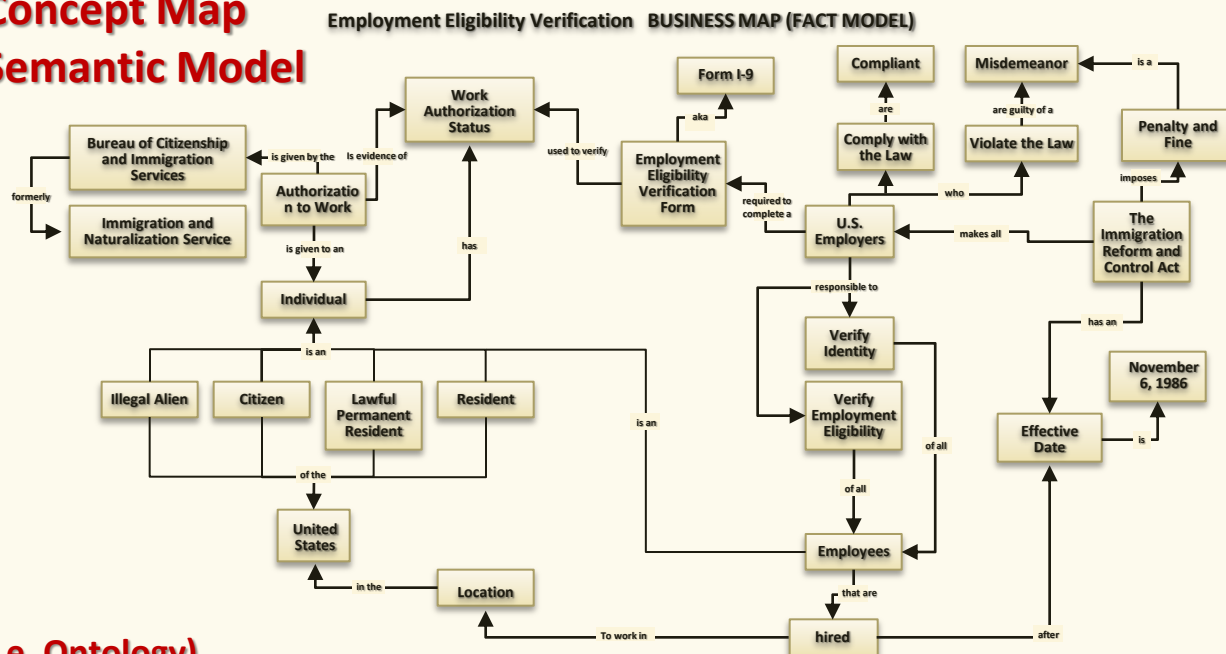 Concept Map
Semantic Model
Employment Eligibility Verification BUSINESS MAP (FACT MODEL)
Form I-9
Compliant
Misdemeanor
is a
Work
Authorization
Status
aka
are
are guilty of a
Penalty and
Fine
Bureau of Citizenship
and Immigration
Services
is given by the
Is evidence of
used to verify
Employment
Eligibility
Verification
Form
Comply with
the Law
Violate the Law
imposes
formerly
Authorizatio
n to Work
required to
complete a
who
Immigration and
Naturalization Service
U.S.
Employers
makes all
The
Immigration
Reform and
Control Act
is given to an
has
Individual
responsible to
has an
is an
Verify
Identity
November
6, 1986
Illegal Alien
Citizen
Lawful
Permanent
Resident
Resident
is an
Verify
Employment
Eligibility
of all
Effective
Date
is
of the
of all
United
States
Employees
in the
Location
that are
To work in
hired
after
e. Ontology)